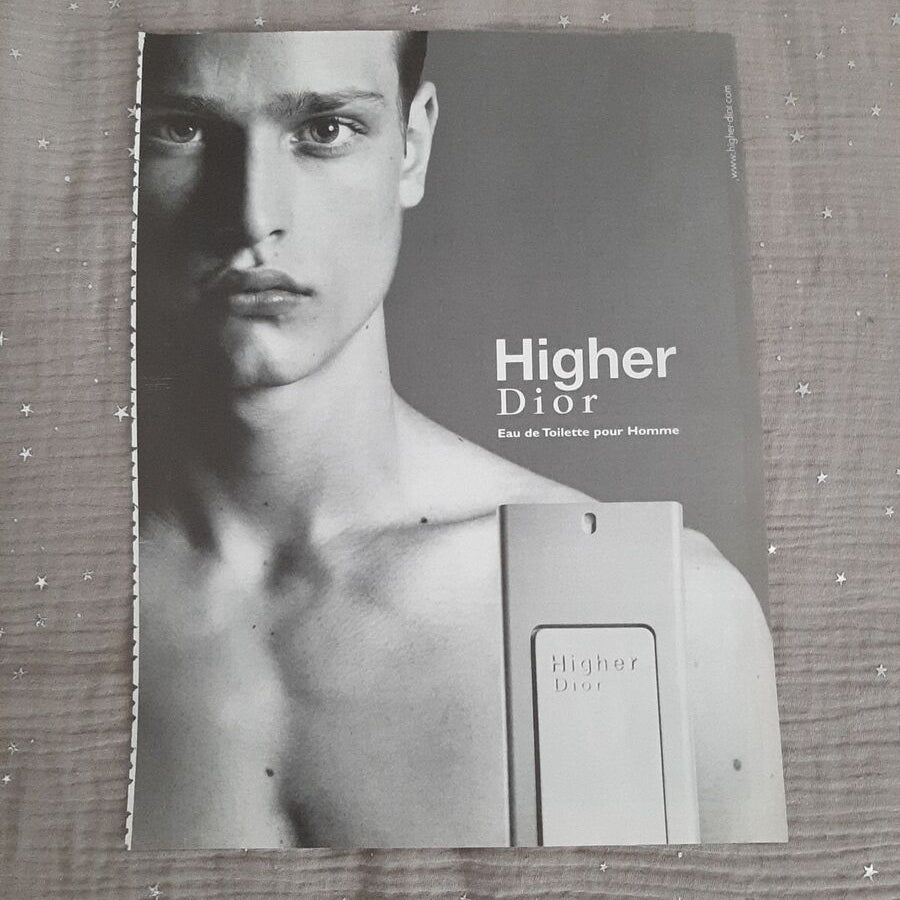 www.higher-dior.com
Higher
Dior
Eau de Toilette pour Homme
Higher
Dior